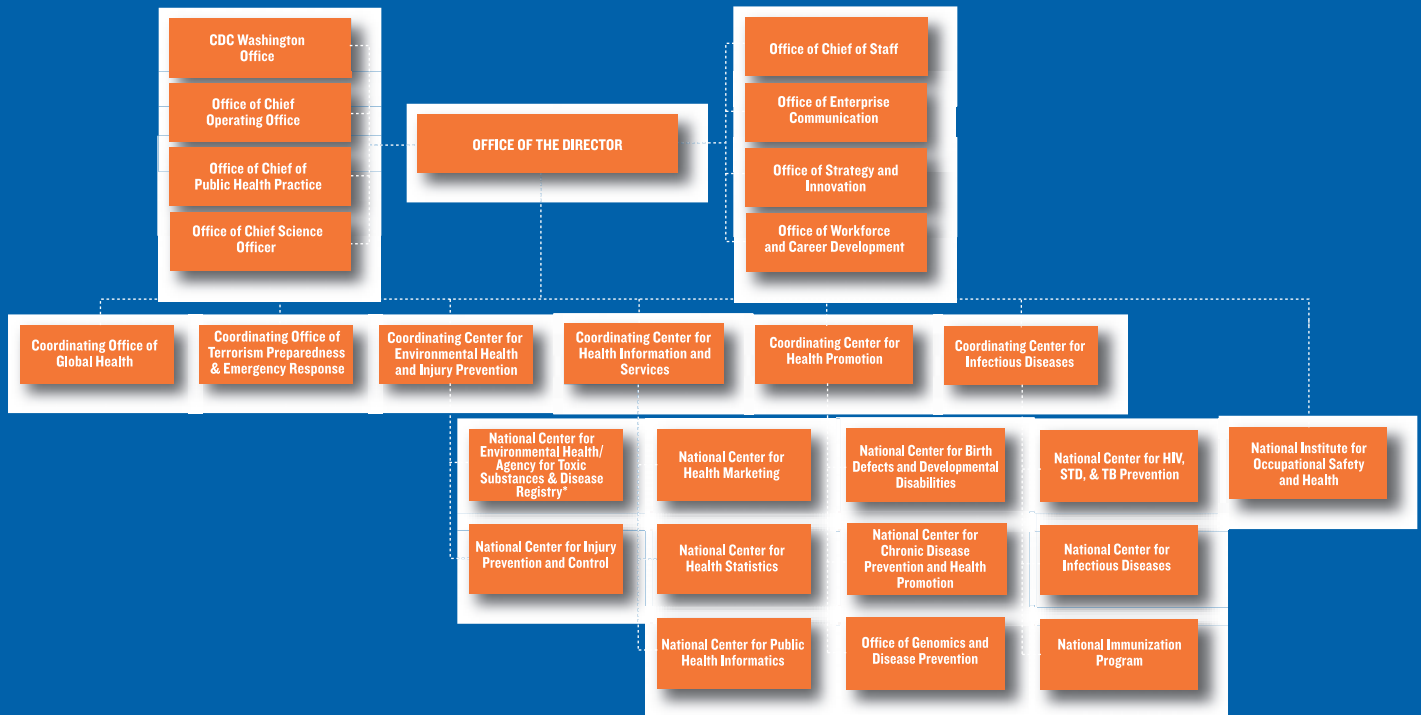 CDC Washington
Office
Office of Chief
Operating Office
Office of Chief of
Public Health Practice
Office of Chief Science
Officer
OFFICE OF THE DIRECTOR
Office of Chief of Staff
Office of Enterprise
Communication
Office of Strategy and
Innovation
Office of Workforce
and Career Development
Coordinating Office of
Global Health
Coordinating Office of
Terrorism Preparedness
& Emergency Response
Coordinating Center for
Environmental Health
and Injury Prevention
Coordinating Center for
Health Information and
Services
Coordinating Center for
Health Promotion
Coordinating Center for
Infectious Diseases
National Center for
Environmental Health/
Agency for Toxic
Substances & Disease
Registry*
National Center for
Health Marketing
National Center for Birth
Defects and Developmental
Disabilities
National Center for HIV,
STD, & TB Prevention
National Institute for
Occupational Safety
and Health
National Center for Injury
Prevention and Control
National Center for
Health Statistics
National Center for
Chronic Disease
Prevention and Health
Promotion
National Center for
Infectious Diseases
National Center for Public
Health Informatics
Office of Genomics and
Disease Prevention
National Immunization
Program